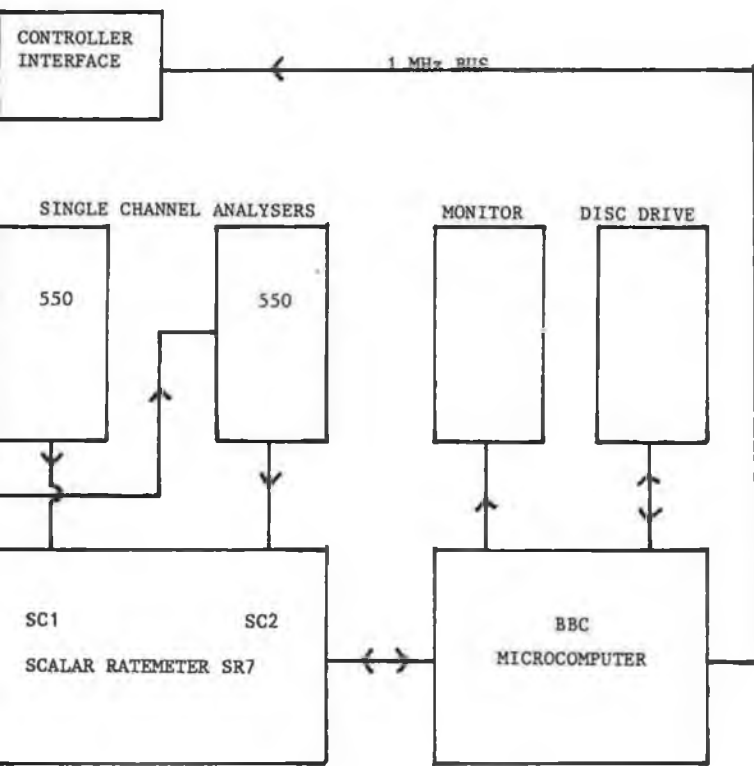 CONTROLLER
INTERFACE
1 MHz BUS
SINGLE CHANNEL ANALYSERS
MONITOR
DISC DRIVE
550
550
SC1
SC2
SCALAR RATEMETER SR7
BBC
MICROCOMPUTER